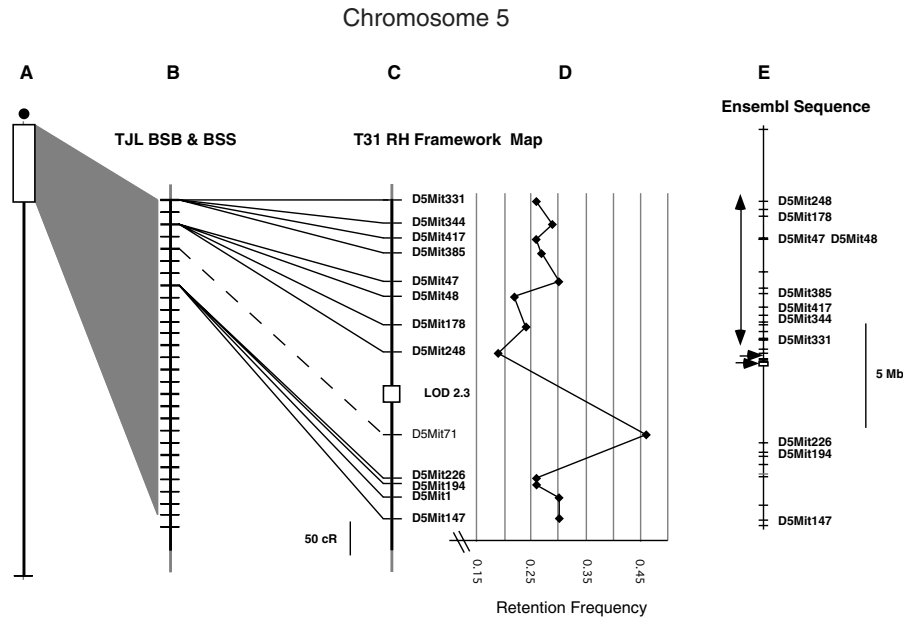 Chromosome 5
A
B
C
D
E
TJL BSB & BSS
T31 RH Framework Map
Ensembl Sequence
D5Mit331
D5Mit344
D5Mit417
D5Mit385
D5Mit47
D5Mit48
D5Mit178
D5Mit248
LOD 2.3
D5Mit71
D5Mit226
D5Mit194
D5Mit1
D5Mit147
50 cR
0.15
0.25
0.35
0.45
Retention Frequency
D5Mit248
D5Mit178
D5Mit47 D5Mit48
D5Mit385
D5Mit417
D5Mit344
D5Mit331
5 Mb
D5Mit226
D5Mit194
D5Mit147